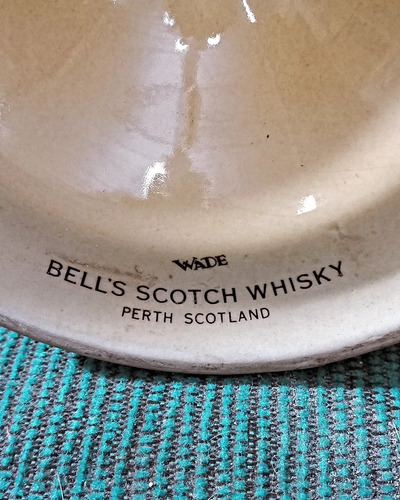 WADE
BELL'S SCOTCH WHISKY
PERTH SCOTLAND